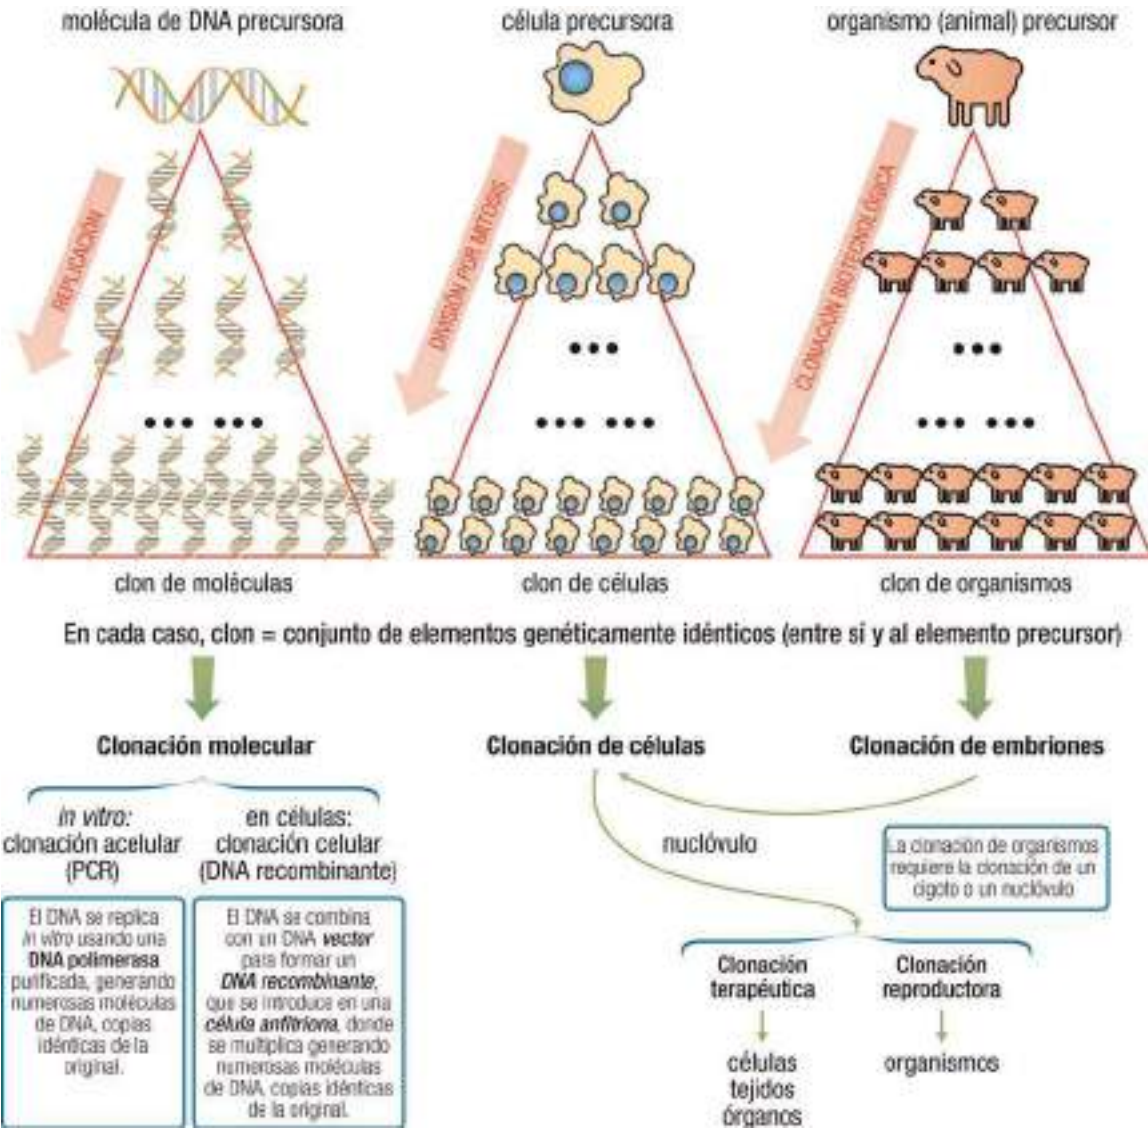 molécula de DNA precursora
célula precursora
organismo (animal) precursor
REPLICACIÓN
DIVISIÓN POR MITOSIS
CLONACIÓN BIOTECNOLÓGICA
clon de moléculas
clon de células
clon de organismos
En cada caso, clon = conjunto de elementos genéticamente idénticos (entre sí y al elemento precursor)
Clonación molecular
Clonación de células
Clonación de embriones
in vitro:
clonación acelular
(PCR)
en células:
clonación celular
(DNA recombinante)
El DNA se replica
in vitro usando una
DNA polimerasa
purificada, generando
numerosas moléculas
de DNA, copias
idénticas de la
original.
El DNA se combina
con un DNA vector
para formar un
DNA recombinante,
que se introduce en una
célula anfitriona, donde
se multiplica generando
numerosas moléculas
de DNA, copias idénticas
de la original.
nuclóvulo
La clonación de organismos
requiere la clonación de un
cigoto o un nuclóvulo
Clonación
terapéutica
Clonación
reproductora
células
tejidos
órganos
organismos